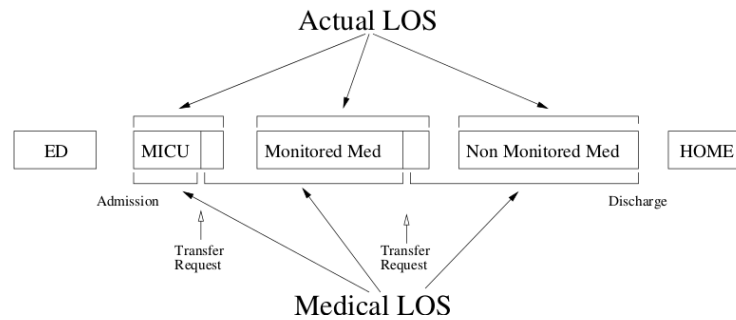 Actual LOS
ED
MICU
Monitored Med
Non Monitored Med
HOME
Admission
Discharge
Transfer
Request
Transfer
Request
Medical LOS